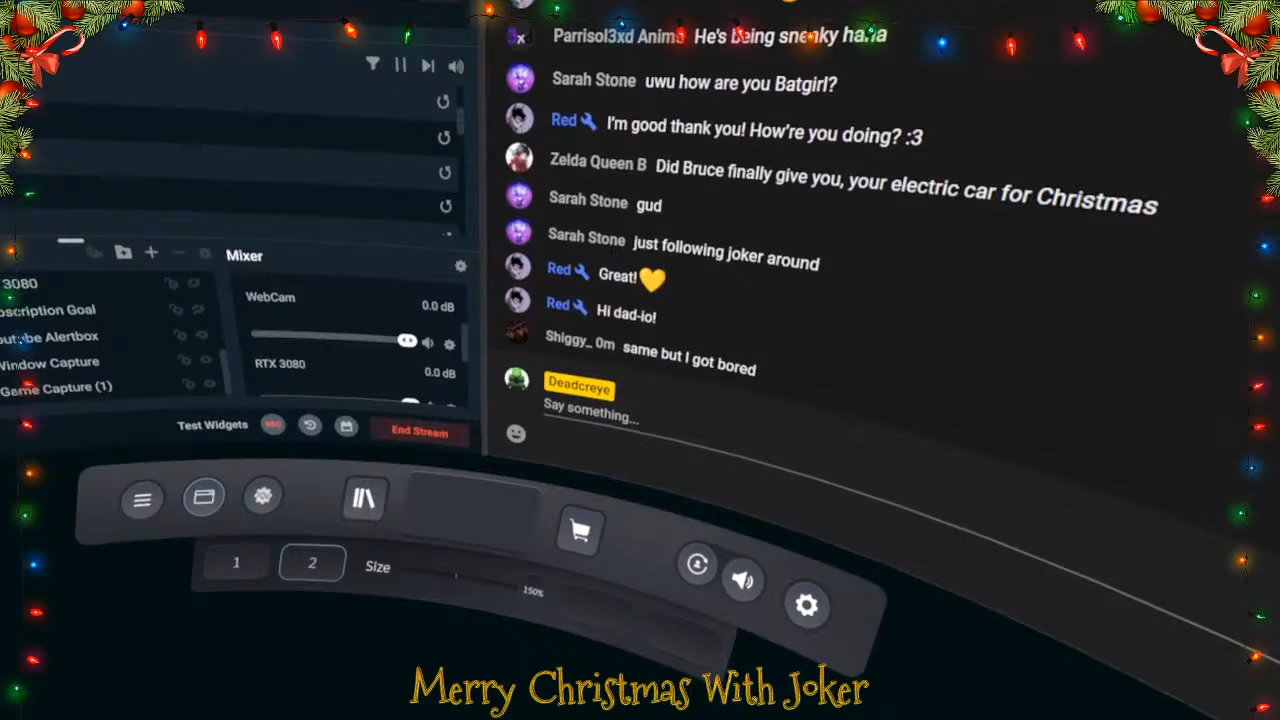 Parrisol3xd Anims He's being sneaky haha
Sarah Stone uwu how are you Batgirl?
Red I'm good thank you! How're you doing? :3
Zelda Queen B Did Bruce finally give you, your electric car for Christmas
Sarah Stone gud
Sarah Stone just following joker around
Red Great! 💛
Red Hi dad-io!
Shiggy_ 0m same but I got bored
Deadcreye
Say something...
Mixer
WebCam
0.0 dB
RTX 3080
0.0 dB
3080
bscription Goal
outube Alertbox
Window Capture
Game Capture (1)
Test Widgets
REC
End Stream
1
2
Size
150%
Merry Christmas With Joker